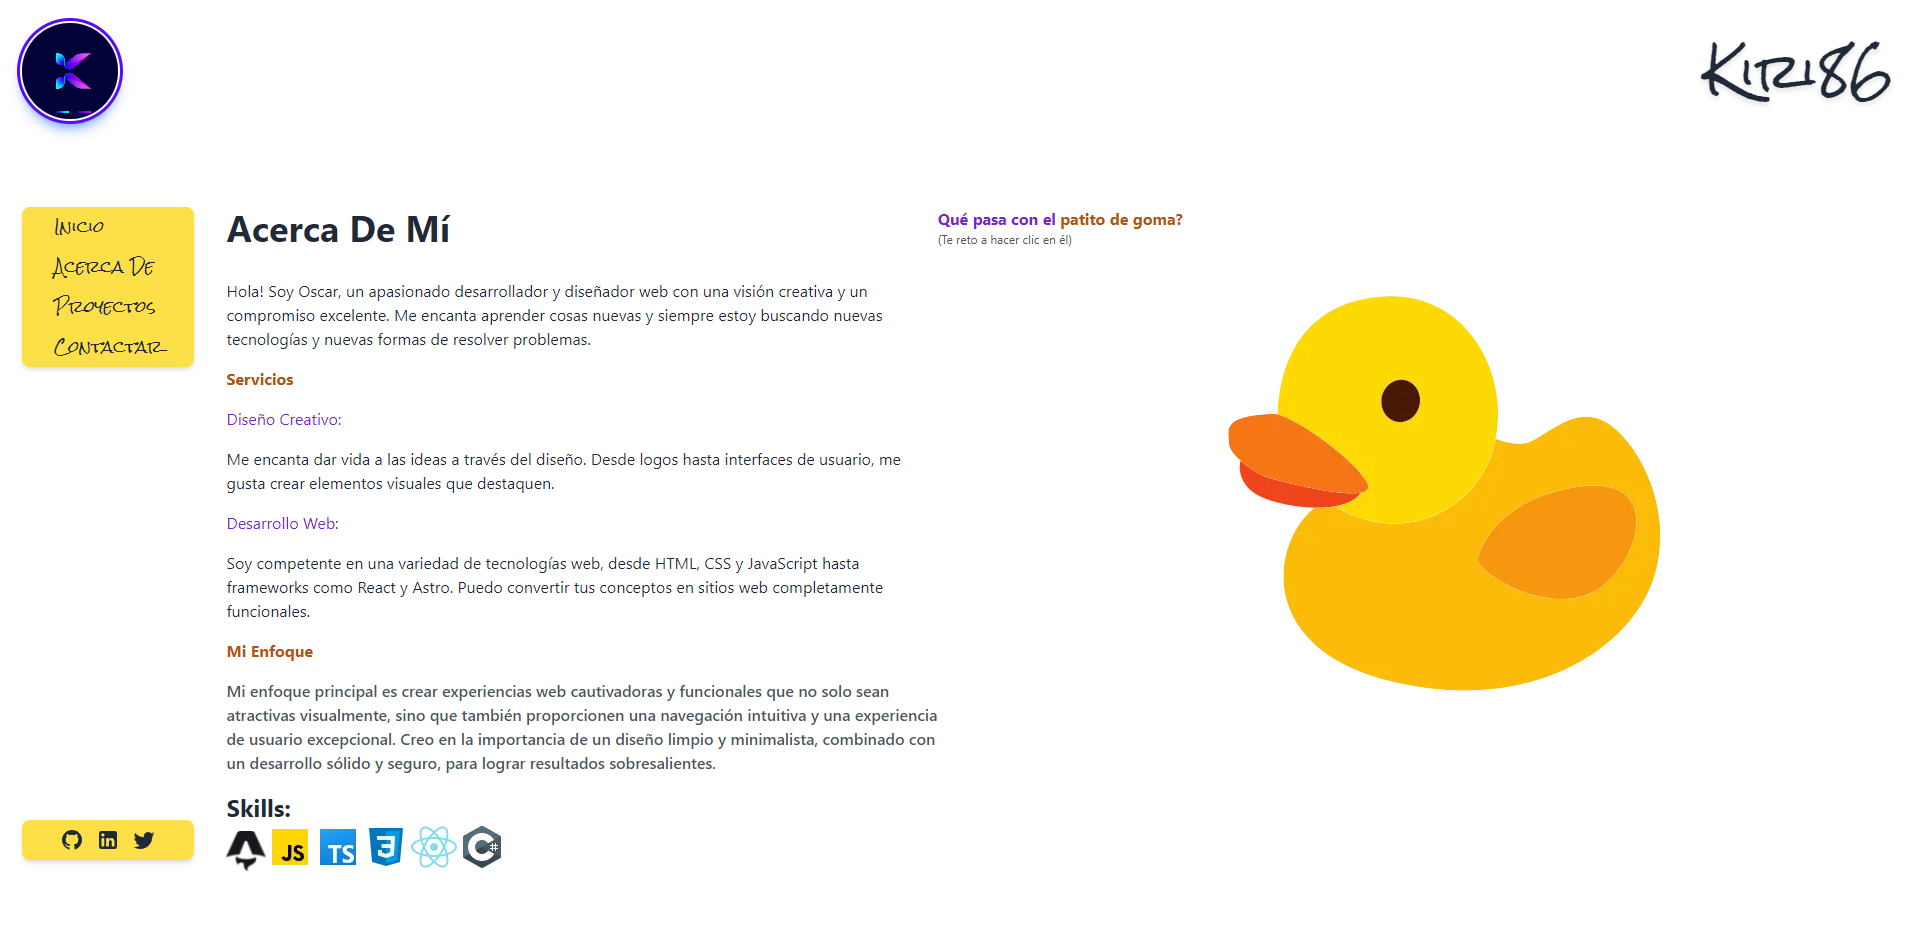 KIRI86
Inicio
Acerca De
Proyectos
Contactar
Acerca De Mí
Hola! Soy Oscar, un apasionado desarrollador y diseñador web con una visión creativa y un
compromiso excelente. Me encanta aprender cosas nuevas y siempre estoy buscando nuevas
tecnologías y nuevas formas de resolver problemas.
Servicios
Diseño Creativo:
Me encanta dar vida a las ideas a través del diseño. Desde logos hasta interfaces de usuario, me
gusta crear elementos visuales que destaquen.
Desarrollo Web:
Soy competente en una variedad de tecnologías web, desde HTML, CSS y JavaScript hasta
frameworks como React y Astro. Puedo convertir tus conceptos en sitios web completamente
funcionales.
Mi Enfoque
Mi enfoque principal es crear experiencias web cautivadoras y funcionales que no solo sean
atractivas visualmente, sino que también proporcionen una navegación intuitiva y una experiencia
de usuario excepcional. Creo en la importancia de un diseño limpio y minimalista, combinado con
un desarrollo sólido y seguro, para lograr resultados sobresalientes.
Skills:
JS TS 3 C#
Qué pasa con el patito de goma?
(Te reto a hacer clic en él)
in